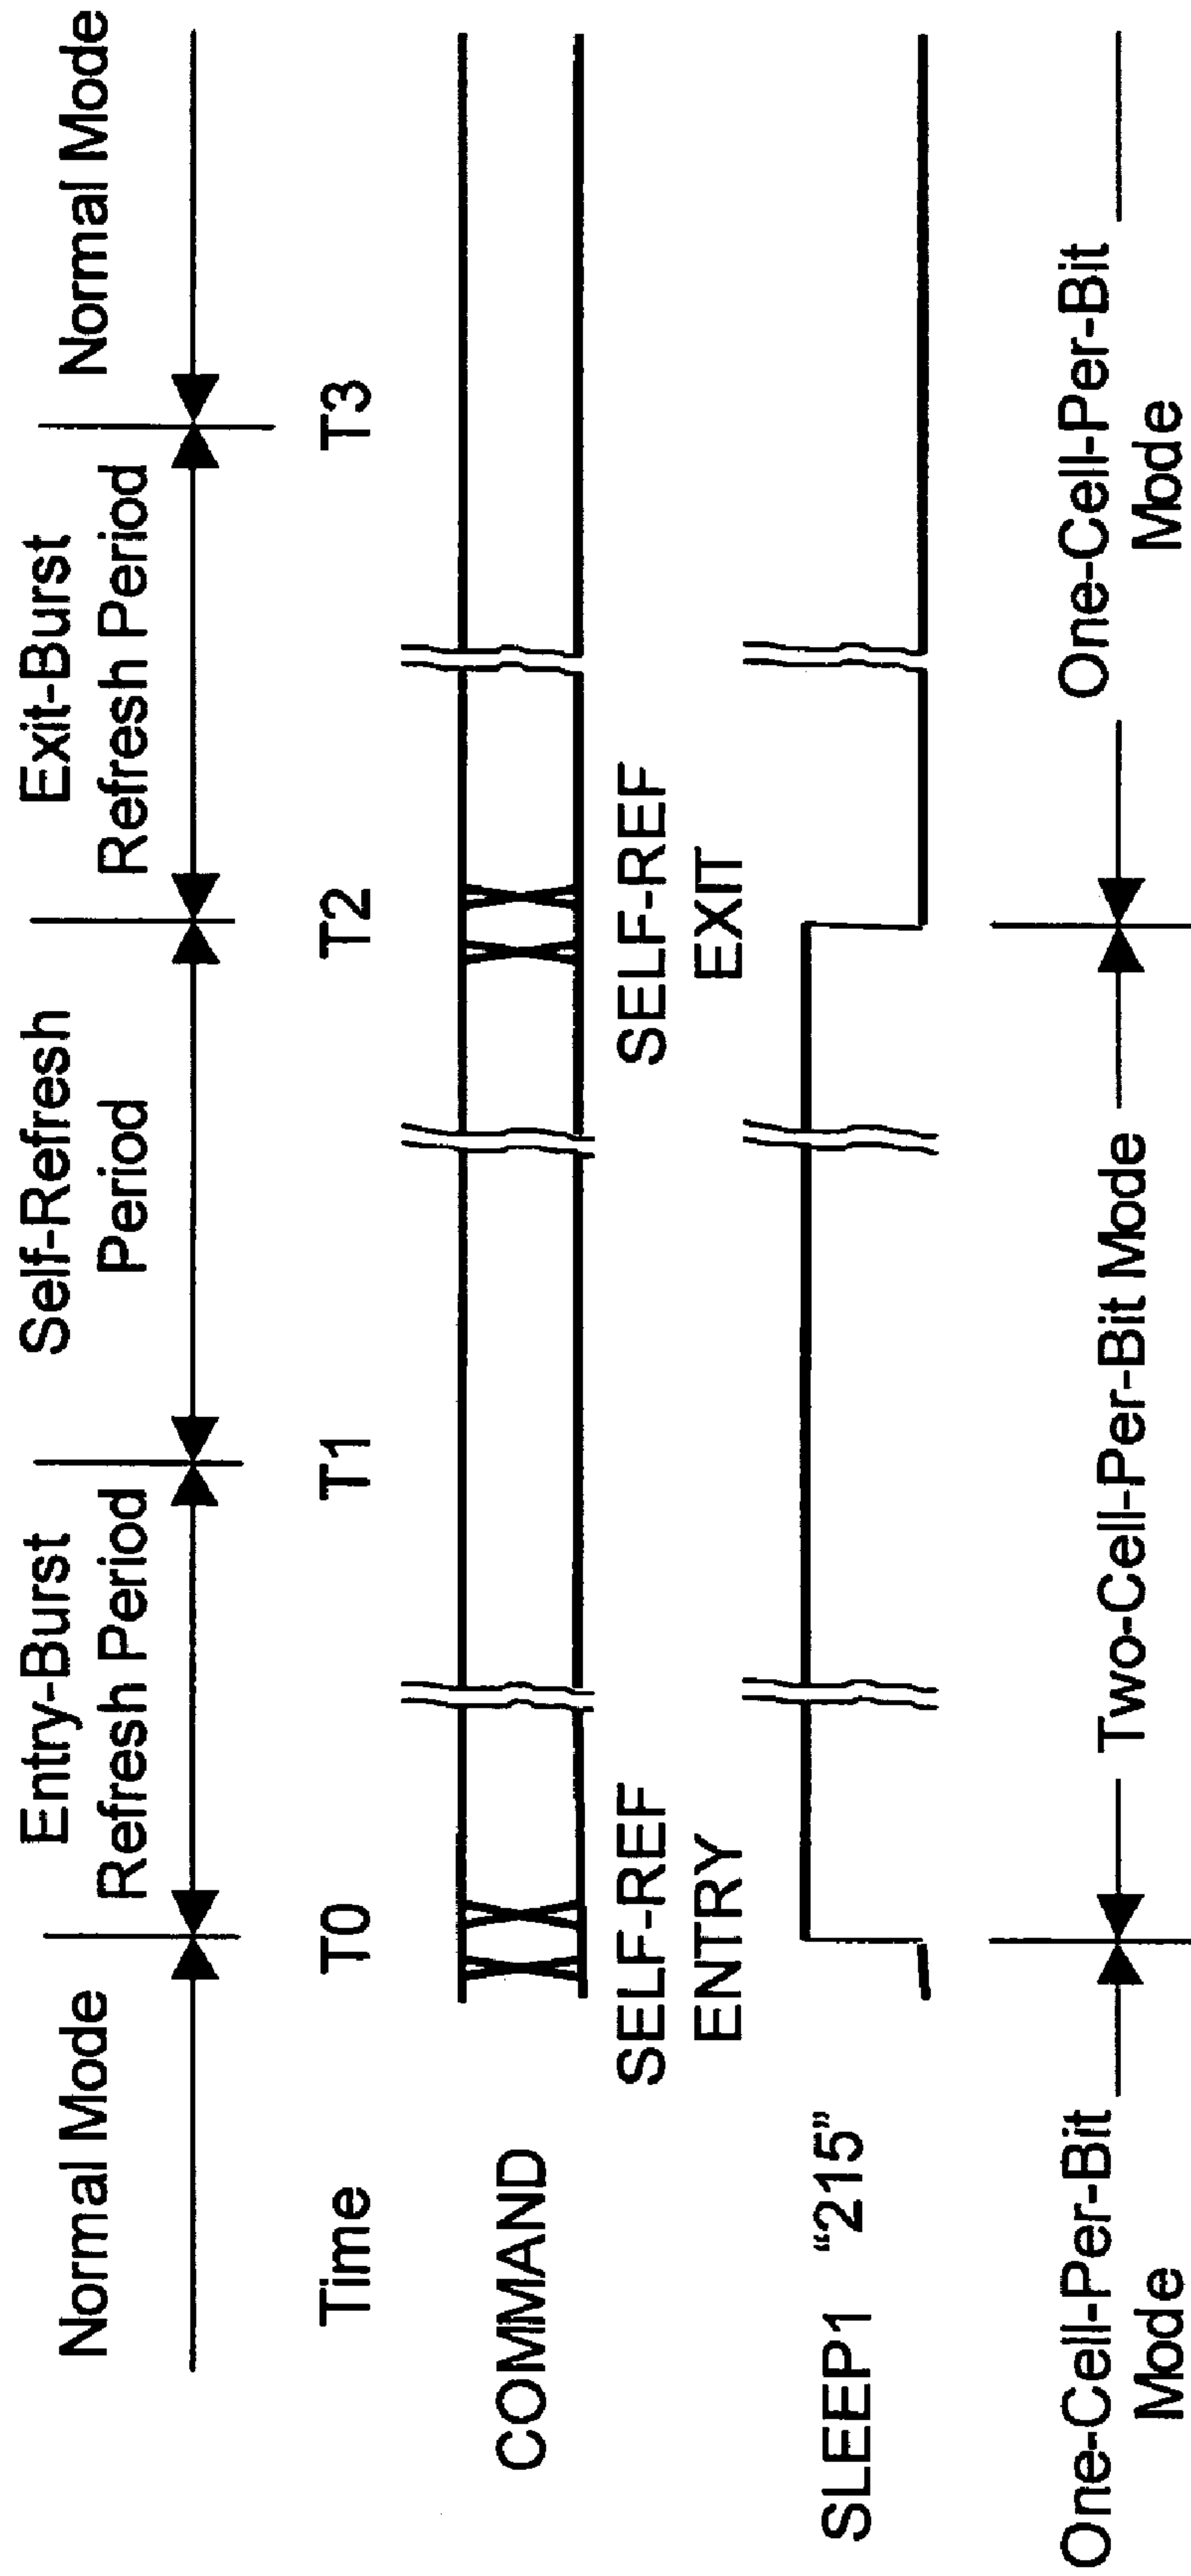 Normal Mode
Entry-Burst
Refresh Period
Self-Refresh
Period
Exit-Burst
Refresh Period
Normal Mode
Time
T0
T1
T2
T3
COMMAND
SELF-REF
ENTRY
SELF-REF
EXIT
SLEEP1 “215”
One-Cell-Per-Bit
Mode
Two-Cell-Per-Bit Mode
One-Cell-Per-Bit
Mode